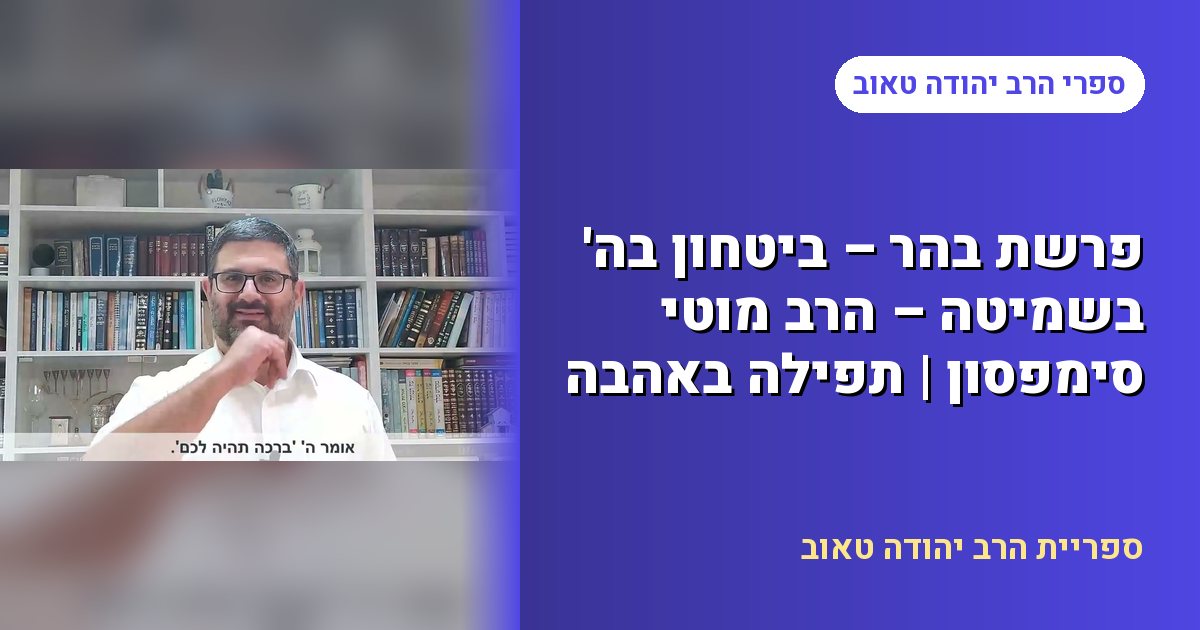 ספרי הרב יהודה טאוב
פרשת בהר – ביטחון בה'
בשמיטה – הרב מוטי
סימפסון | תפילה באהבה
אומר ה' 'ברכה תהיה לכם'.
ספריית הרב יהודה טאוב